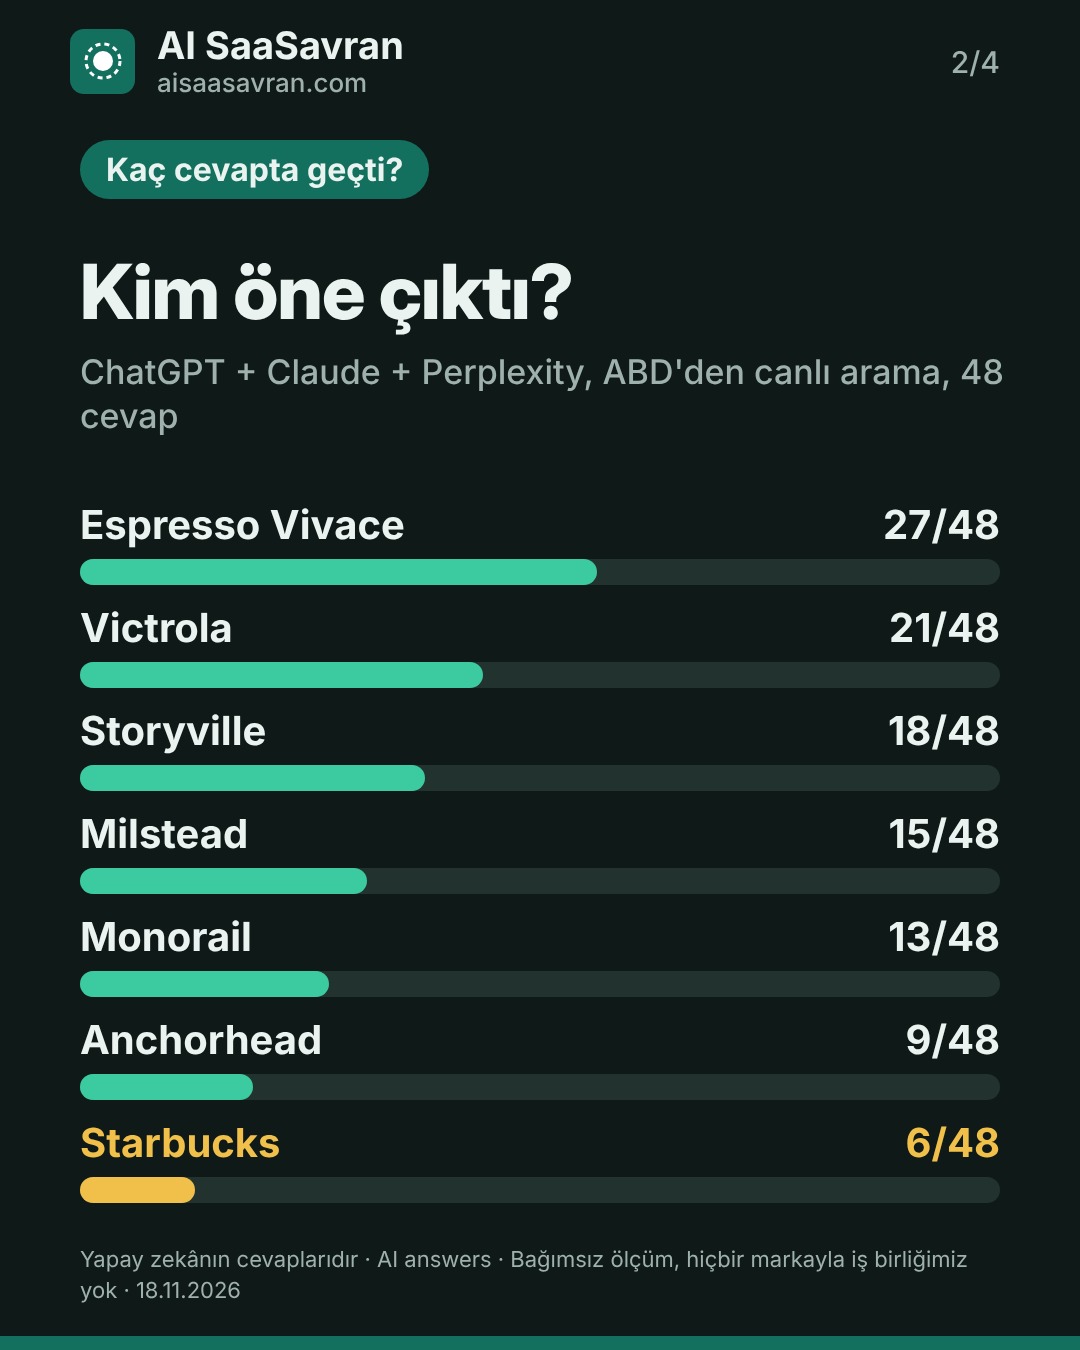 AI SaaSavran
aisaasavran.com
2/4
Kaç cevapta geçti?
Kim öne çıktı?
ChatGPT + Claude + Perplexity, ABD'den canlı arama, 48
cevap
Espresso Vivace 27/48
Victrola 21/48
Storyville 18/48
Milstead 15/48
Monorail 13/48
Anchorhead 9/48
Starbucks 6/48
Yapay zekânın cevaplarıdır · AI answers · Bağımsız ölçüm, hiçbir markayla iş birliğimiz
yok · 18.11.2026